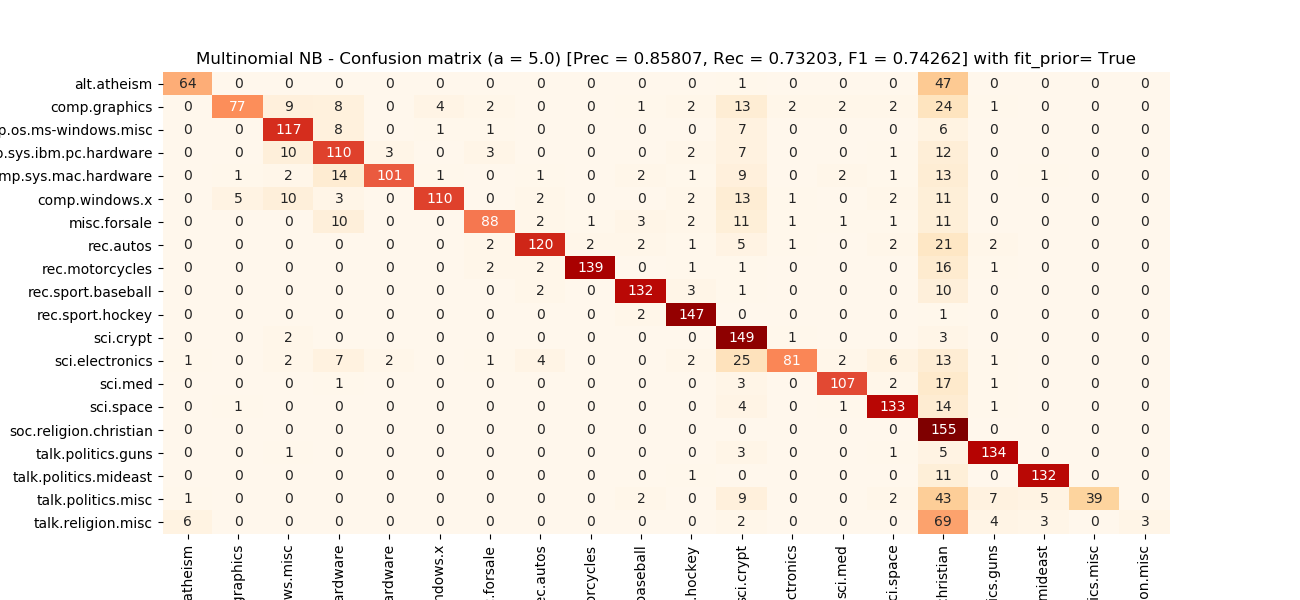 Multinomial NB - Confusion matrix (a = 5.0) [Prec = 0.85807, Rec = 0.73203, F1 = 0.74262] with fit_prior= True
alt.atheism 64 0 0 0 0 0 0 0 0 0 0 1 0 0 0 47 0 0 0 0
comp.graphics 0 77 9 8 0 4 2 0 0 1 2 13 2 2 2 24 1 0 0 0
p.os.ms-windows.misc 0 0 117 8 0 1 1 0 0 0 0 7 0 0 0 6 0 0 0 0
o.sys.ibm.pc.hardware 0 0 10 110 3 0 3 0 0 0 2 7 0 0 1 12 0 0 0 0
mp.sys.mac.hardware 0 1 2 14 101 1 0 1 0 2 1 9 0 2 1 13 0 1 0 0
comp.windows.x 0 5 10 3 0 110 0 2 0 0 2 13 1 0 2 11 0 0 0 0
misc.forsale 0 0 0 10 0 0 88 2 1 3 2 11 1 1 1 11 0 0 0 0
rec.autos 0 0 0 0 0 0 2 120 2 2 1 5 1 0 2 21 2 0 0 0
rec.motorcycles 0 0 0 0 0 0 2 2 139 0 1 1 0 0 0 16 1 0 0 0
rec.sport.baseball 0 0 0 0 0 0 0 2 0 132 3 1 0 0 0 10 0 0 0 0
rec.sport.hockey 0 0 0 0 0 0 0 0 0 2 147 0 0 0 0 1 0 0 0 0
sci.crypt 0 0 2 0 0 0 0 0 0 0 0 149 1 0 0 3 0 0 0 0
sci.electronics 1 0 2 7 2 0 1 4 0 0 2 25 81 2 6 13 1 0 0 0
sci.med 0 0 0 1 0 0 0 0 0 0 0 3 0 107 2 17 1 0 0 0
sci.space 0 1 0 0 0 0 0 0 0 0 0 4 0 1 133 14 1 0 0 0
soc.religion.christian 0 0 0 0 0 0 0 0 0 0 0 0 0 0 0 155 0 0 0 0
talk.politics.guns 0 0 1 0 0 0 0 0 0 0 0 3 0 0 1 5 134 0 0 0
talk.politics.mideast 0 0 0 0 0 0 0 0 0 0 1 0 0 0 0 11 0 132 0 0
talk.politics.misc 1 0 0 0 0 0 0 0 0 2 0 9 0 0 2 43 7 5 39 0
talk.religion.misc 6 0 0 0 0 0 0 0 0 0 0 2 0 0 0 69 4 3 0 3
atheism
graphics
ws.misc
ardware
ardware
ndows.x
.forsale
ec.autos
orcycles
baseball
.hockey
sci.crypt
ctronics
sci.med
ci.space
christian
ics.guns
mideast
ics.misc
on.misc